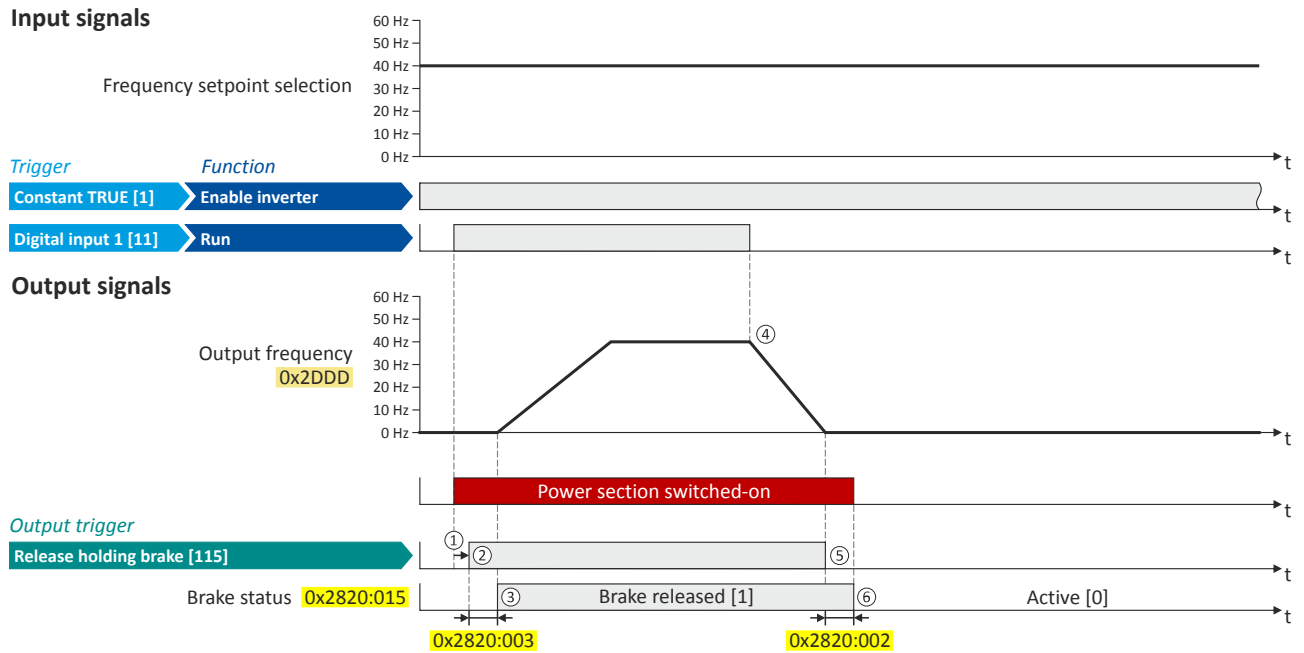 Input signals
60 Hz
50 Hz
40 Hz
Frequency setpoint selection 30 Hz
20 Hz
10 Hz
0 Hz
t
Trigger Function
Constant TRUE [1] Enable inverter
t
Digital input 1 [11] Run
t
Output signals
60 Hz
50 Hz
40 Hz ④
Output frequency 30 Hz
0x2DDD 20 Hz
10 Hz
0 Hz
t
Power section switched-on
t
Output trigger
Release holding brake [115] ① ② ⑤
t
Brake status 0x2820:015 ③ Brake released [1] ⑥ Active [0]
t
0x2820:003 0x2820:002